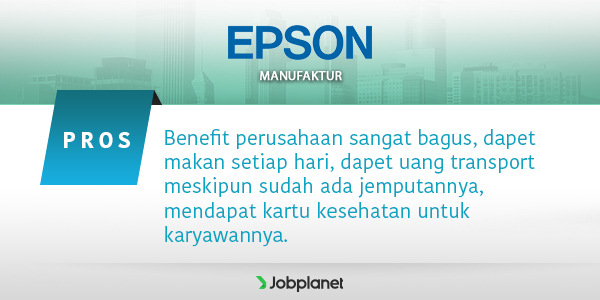 EPSON
MANUFAKTUR
PROS
Benefit perusahaan sangat bagus, dapet
makan setiap hari, dapet uang transport
meskipun sudah ada jemputannya,
mendapat kartu kesehatan untuk
karyawannya.
Jobplanet